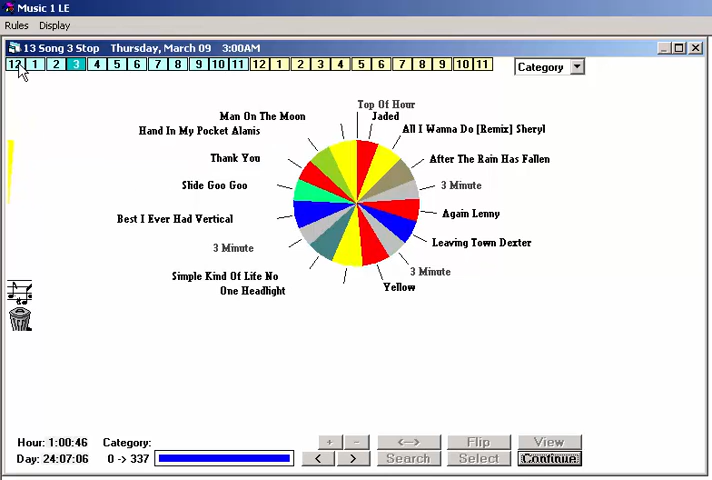 Music 1 LE
Rules Display
13 Song 3 Stop Thursday, March 09 3:00AM
12 1 2 3 4 5 6 7 8 9 10 11 12 1 2 3 4 5 6 7 8 9 10 11 Category
Top Of Hour
Man On The Moon Jaded
Hand In My Pocket Alanis All I Wanna Do [Remix] Sheryl
Thank You After The Rain Has Fallen
Slide Goo Goo 3 Minute
Best I Ever Had Vertical Again Lenny
3 Minute Leaving Town Dexter
Simple Kind Of Life No 3 Minute
One Headlight Yellow
Hour: 1:00:46 Category: + - <--> Flip View
Day: 24:07:06 0 -> 337 < > Search Select Continue